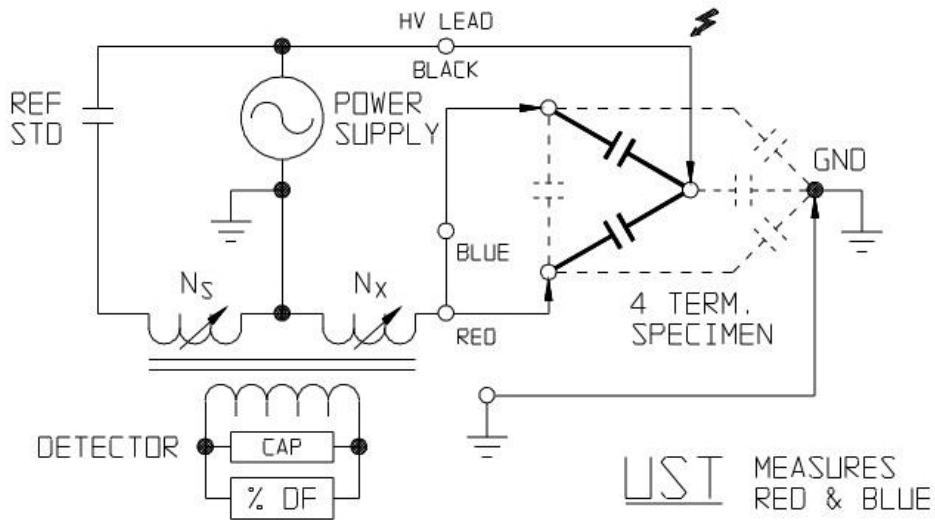 HV LEAD
BLACK
REF
STD
POWER
SUPPLY
GND
BLUE
NS
NX
RED
4 TERM.
SPECIMEN
DETECTOR
CAP
% DF
UST
MEASURES
RED & BLUE